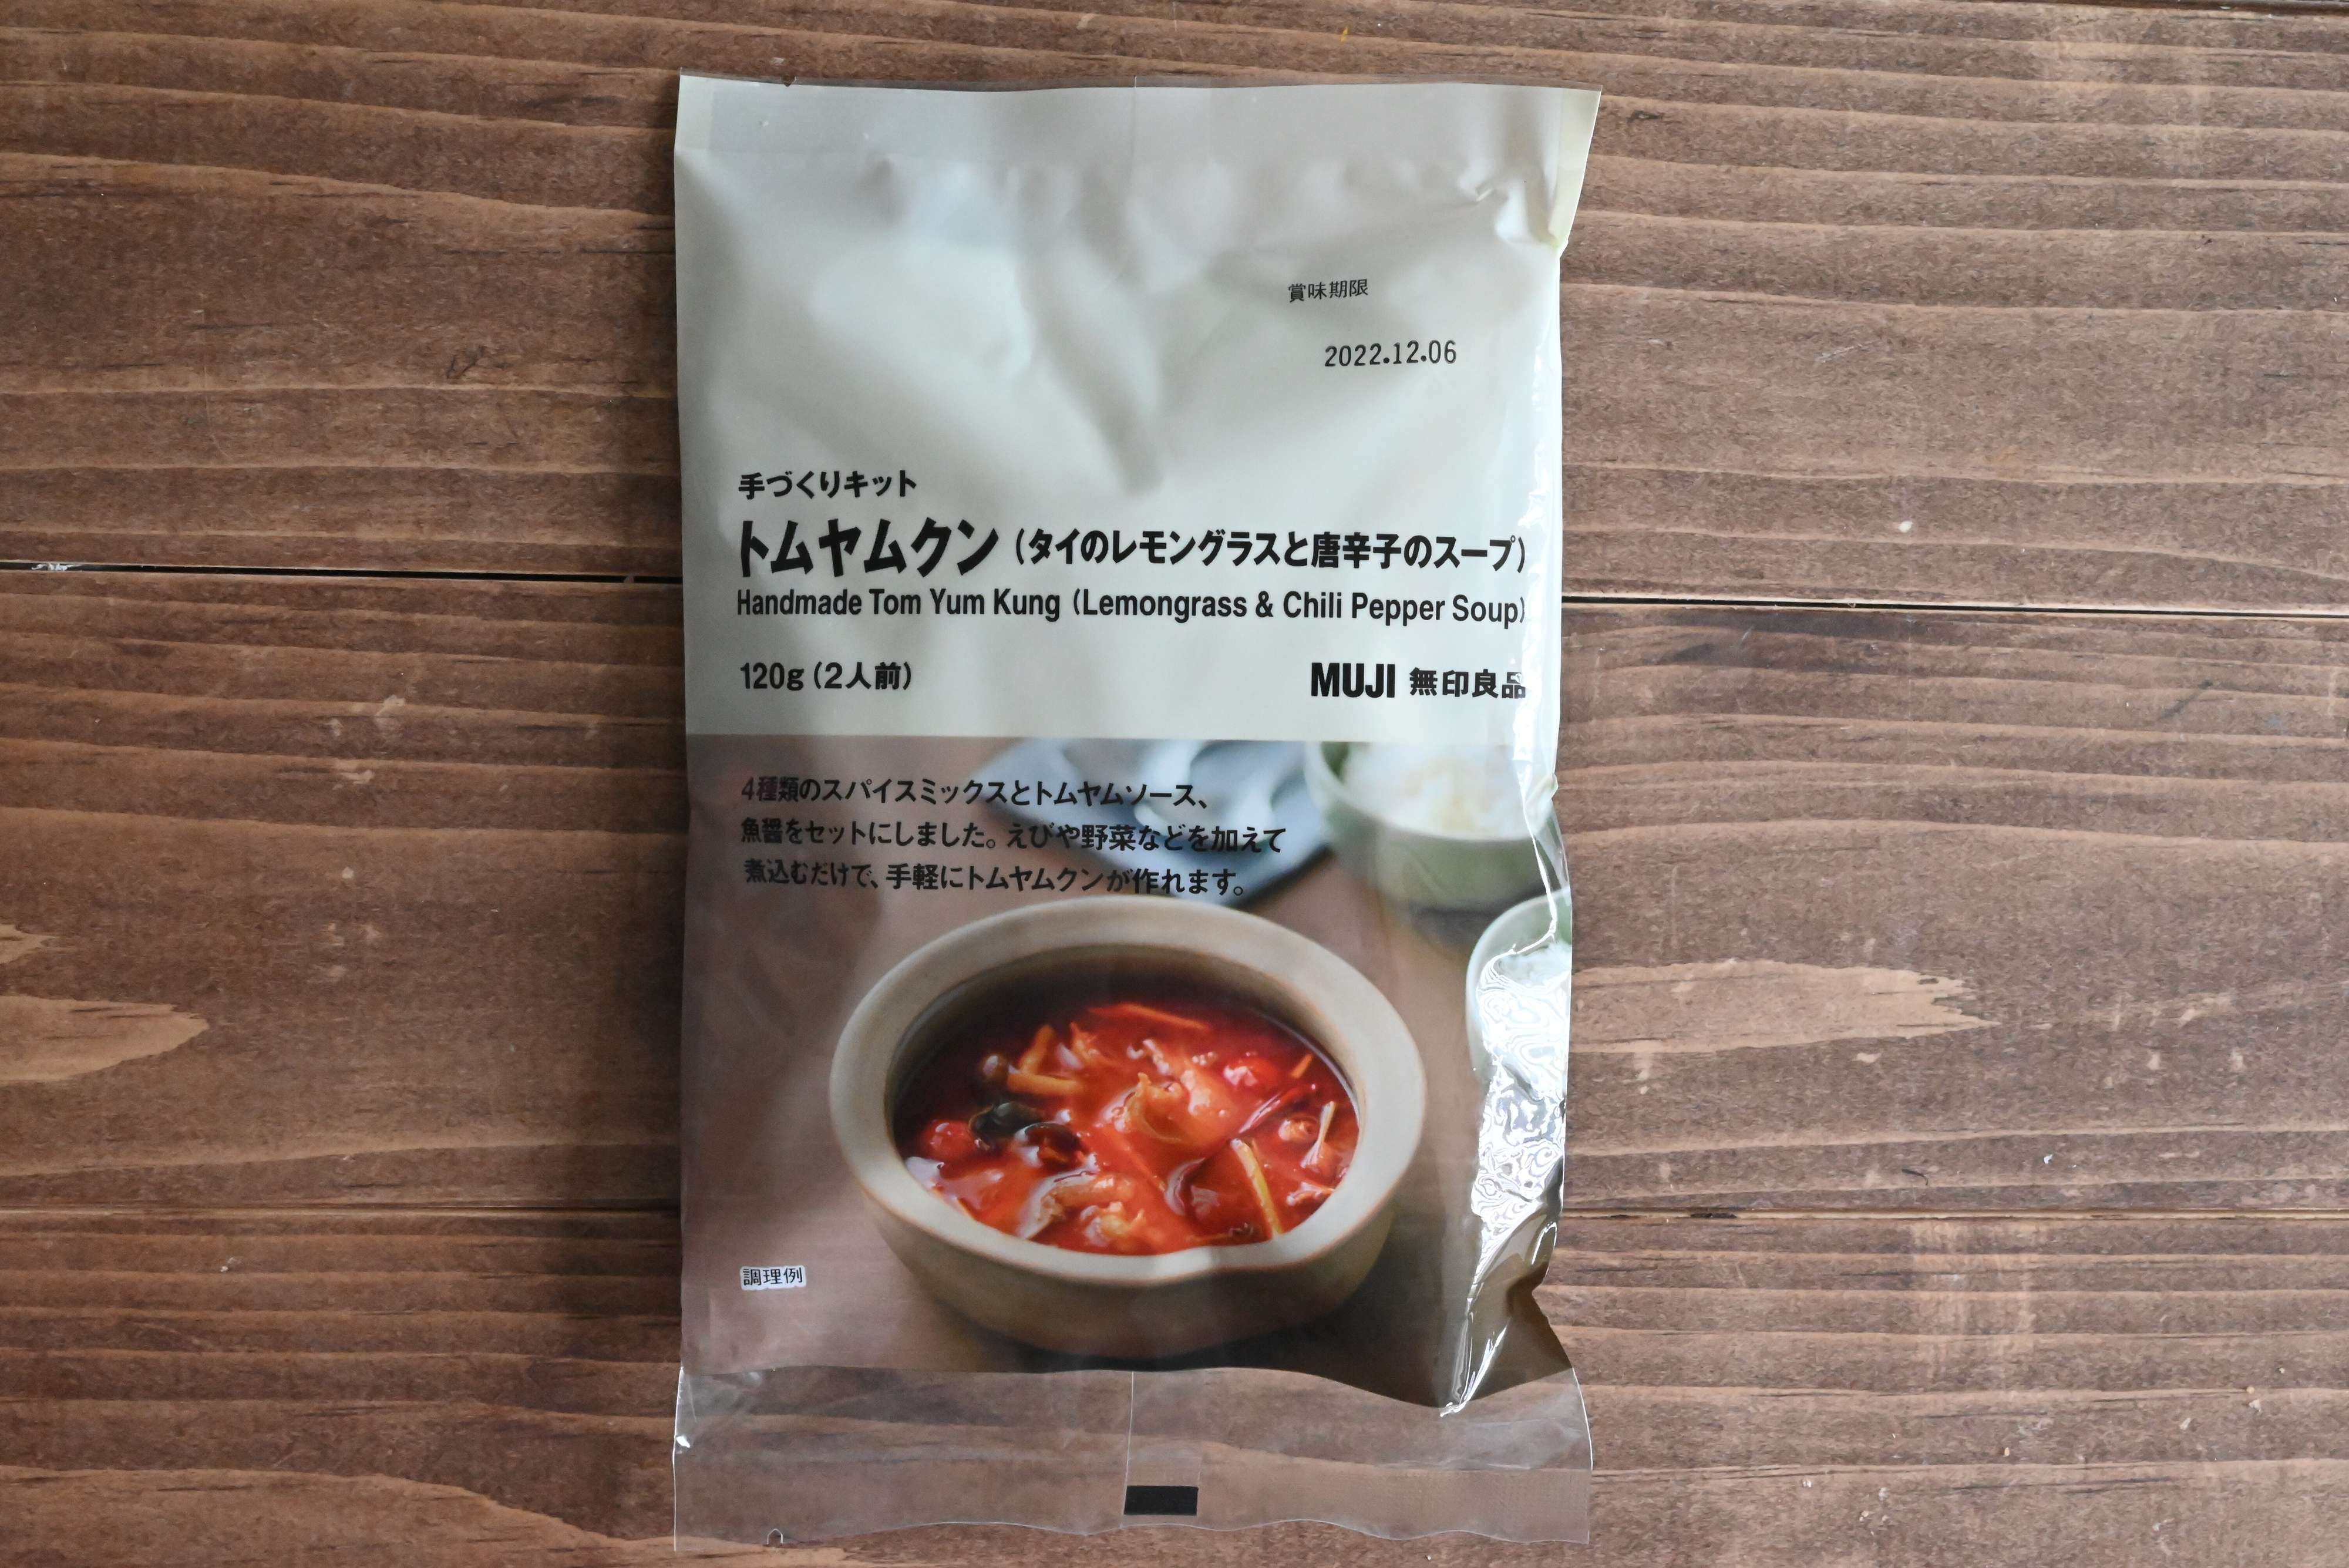 賞味期限
2022.12.06
手づくりキット
トムヤムクン（タイのレモングラスと唐辛子のスープ）
Handmade Tom Yum Kung (Lemongrass & Chili Pepper Soup)
120g（2人前） MUJI 無印良品
4種類のスパイスミックスとトムヤムソース、
魚醤をセットにしました。えびや野菜などを加えて
煮込むだけで、手軽にトムヤムクンが作れます。
調理例